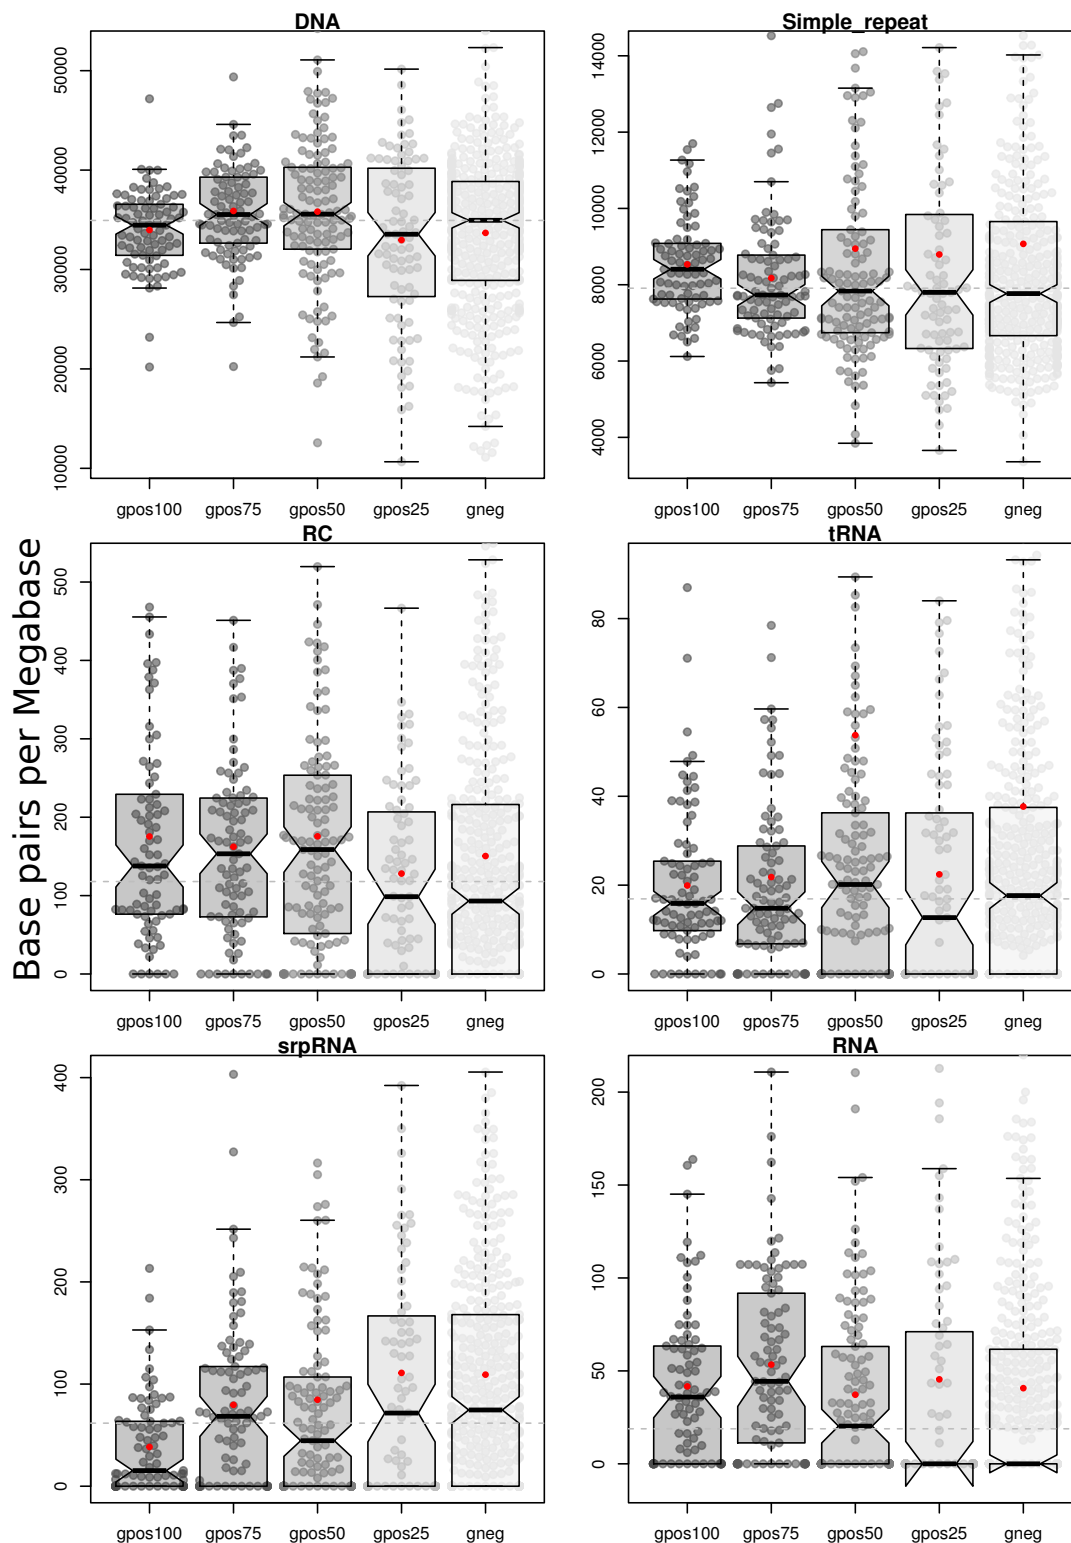 DNA
Simple_repeat
50000
40000
30000
20000
10000
14000
12000
10000
8000
6000
4000
gpos100 gpos75 gpos50 gpos25 gneg
gpos100 gpos75 gpos50 gpos25 gneg
Base pairs per Megabase
RC
tRNA
500
400
300
200
100
0
80
60
40
20
0
gpos100 gpos75 gpos50 gpos25 gneg
gpos100 gpos75 gpos50 gpos25 gneg
srpRNA
RNA
400
300
200
100
0
200
150
100
50
0
gpos100 gpos75 gpos50 gpos25 gneg
gpos100 gpos75 gpos50 gpos25 gneg